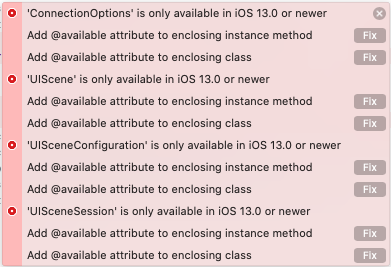 'ConnectionOptions' is only available in iOS 13.0 or newer
Add @available attribute to enclosing instance method Fix
Add @available attribute to enclosing class Fix
'UIScene' is only available in iOS 13.0 or newer
Add @available attribute to enclosing instance method Fix
Add @available attribute to enclosing class Fix
'UISceneConfiguration' is only available in iOS 13.0 or newer
Add @available attribute to enclosing instance method Fix
Add @available attribute to enclosing class Fix
'UISceneSession' is only available in iOS 13.0 or newer
Add @available attribute to enclosing instance method Fix
Add @available attribute to enclosing class Fix